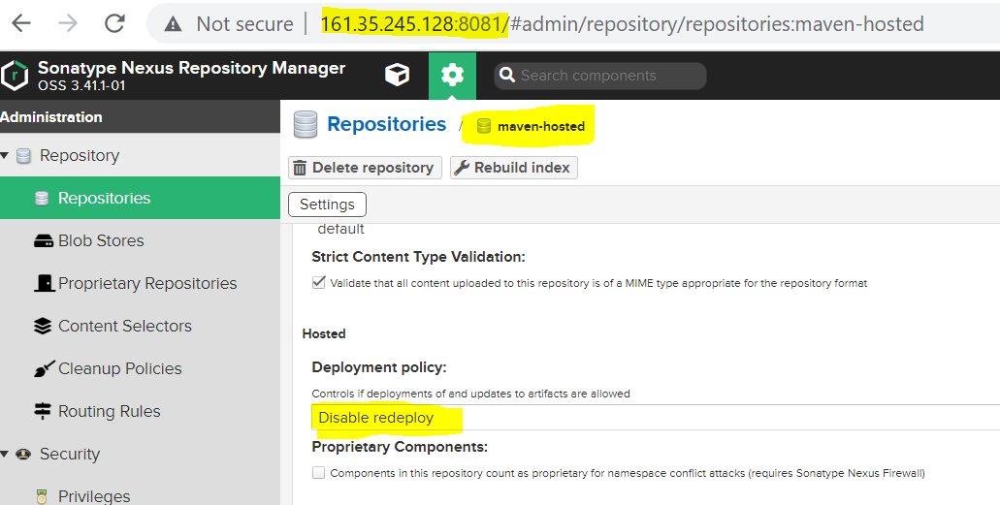 Not secure | 161.35.245.128:8081/#admin/repository/repositories:maven-hosted
Sonatype Nexus Repository Manager
OSS 3.41.1-01
Search components
Administration
Repository
Repositories
Blob Stores
Proprietary Repositories
Content Selectors
Cleanup Policies
Routing Rules
Security
Privileges
Repositories / maven-hosted
Delete repository Rebuild index
Settings
default
Strict Content Type Validation:
Validate that all content uploaded to this repository is of a MIME type appropriate for the repository format
Hosted
Deployment policy:
Controls if deployments of and updates to artifacts are allowed
Disable redeploy
Proprietary Components:
Components in this repository count as proprietary for namespace conflict attacks (requires Sonatype Nexus Firewall)